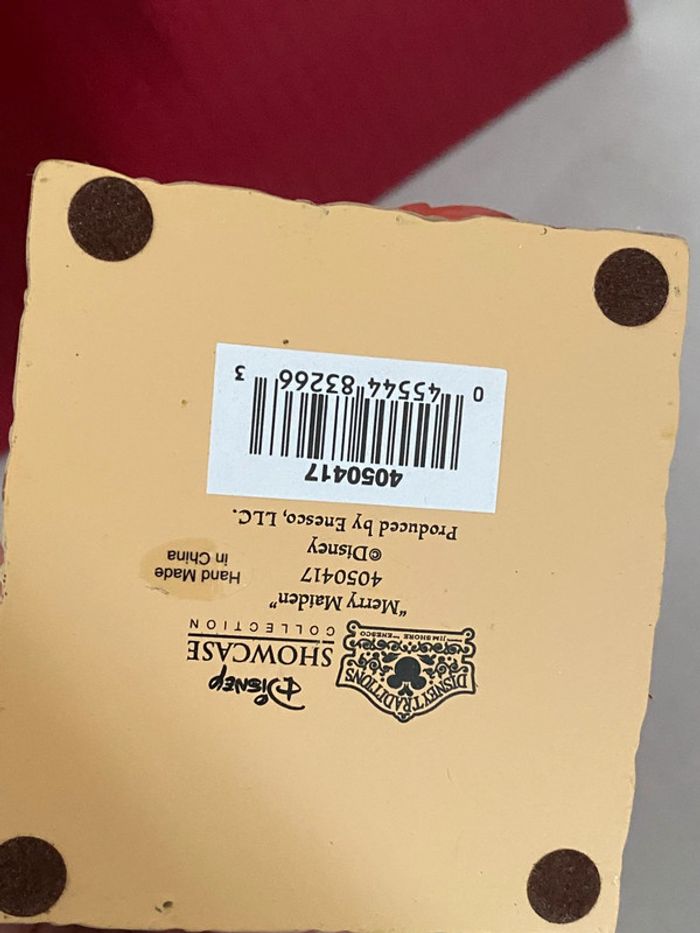 DISNEY TRADITIONS
JIM SHORE ENESCO
Disney
SHOWCASE
COLLECTION
“Merry Maiden”
4050417
©Disney
Produced by Enesco, LLC.
Hand Made
in China
4050417
0 45544 83266 3